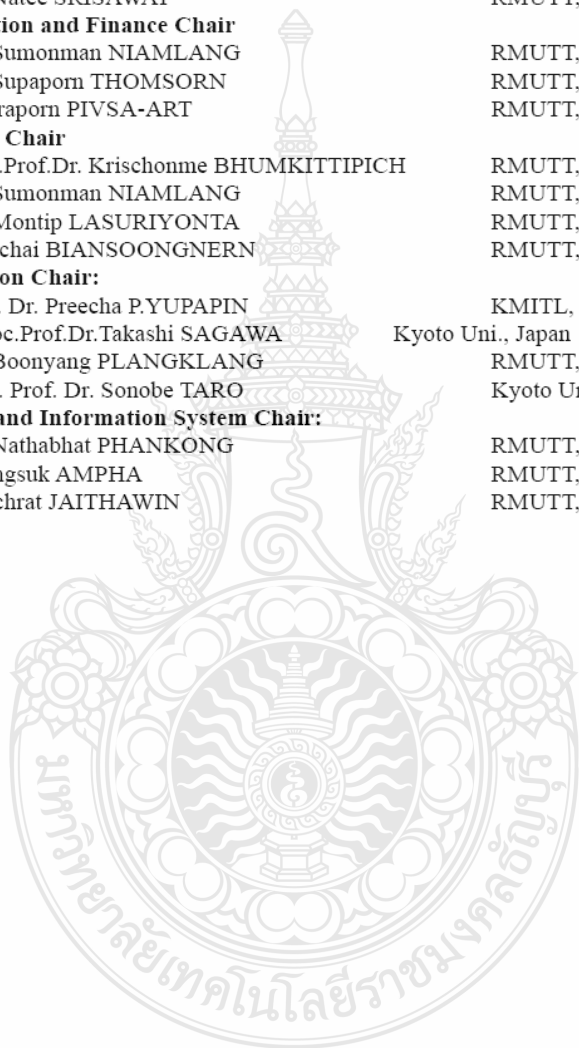 Natee SRISAWAT RMUTT,
tion and Finance Chair
Sumonman NIAMLANG RMUTT,
Supaporn THOMSORN RMUTT,
raporn PIVSA-ART RMUTT,
Chair
.Prof.Dr. Krischonme BHUMKITTIPICH RMUTT,
Sumonman NIAMLANG RMUTT,
Montip LASURIYONTA RMUTT,
chai BIANSOONGNERN RMUTT,
on Chair:
. Dr. Preecha P.YUPAPIN KMITL,
oc.Prof.Dr.Takashi SAGAWA Kyoto Uni., Japan
Boonyang PLANGKLANG RMUTT,
. Prof. Dr. Sonobe TARO Kyoto Un
and Information System Chair:
Nathabhat PHANKONG RMUTT,
ngsuk AMPHA RMUTT,
chrat JAITHAWIN RMUTT,
มหาวิทยาลัยเทคโนโลยีราชมงคลธัญบุรี